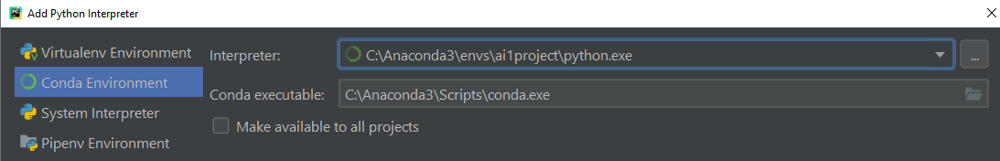 Add Python Interpreter
Virtualenv Environment
Conda Environment
System Interpreter
Pipenv Environment
Interpreter: C:\Anaconda3\envs\ai1project\python.exe ...
Conda executable: C:\Anaconda3\Scripts\conda.exe
Make available to all projects